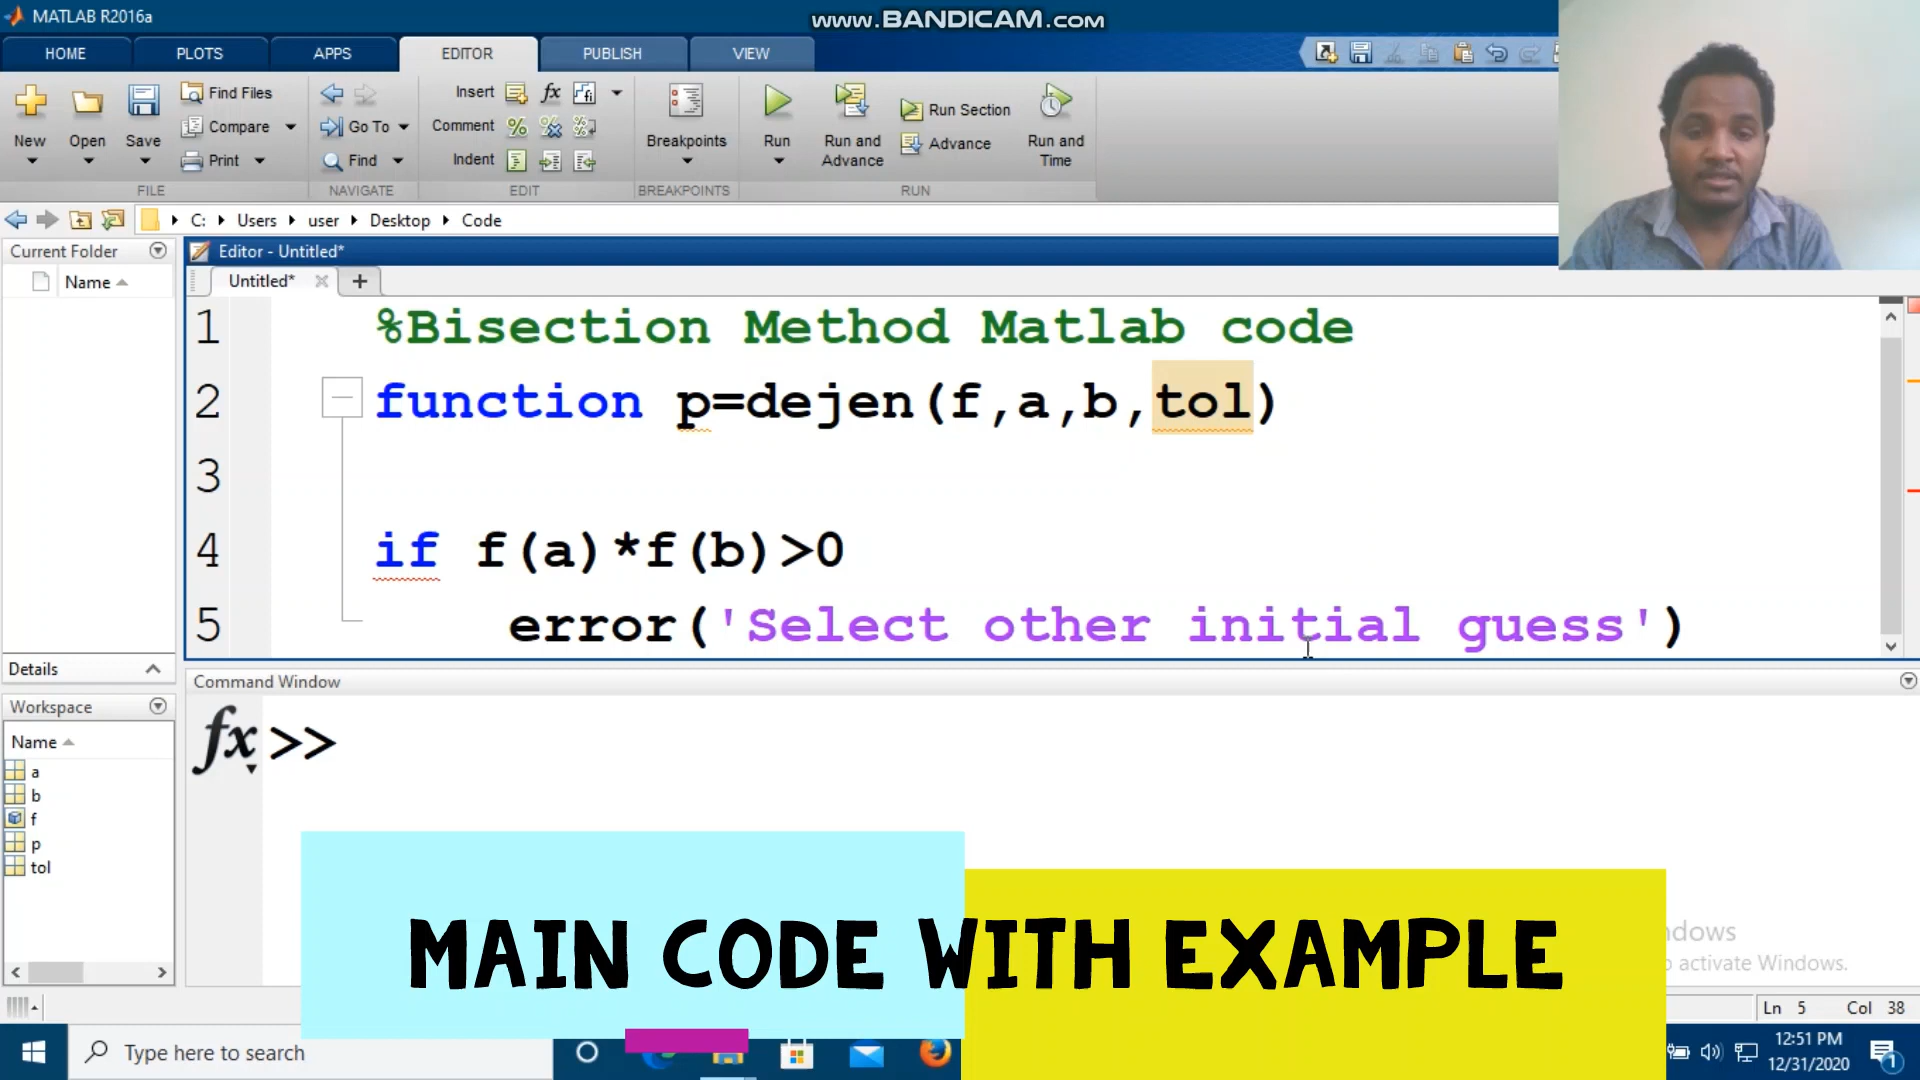 MATLAB R2016a
www.BANDICAM.com
HOME PLOTS APPS EDITOR PUBLISH VIEW
New Open Save Find Files Compare Print
FILE
Go To Find
NAVIGATE
Insert Comment Indent
EDIT
Breakpoints
BREAKPOINTS
Run Run and Advance Run Section Advance Run and Time
RUN
C: Users user Desktop Code
Current Folder
Name
Editor - Untitled*
Untitled*
1 %Bisection Method Matlab code
2 function p=dejen(f,a,b,tol)
3
4 if f(a)*f(b)>0
5 error('Select other initial guess')
Details
Workspace
Name
a
b
f
p
tol
Command Window
fx >>
MAIN CODE WITH EXAMPLE
activate Windows.
Ln 5 Col 38
Type here to search
12:51 PM
12/31/2020
1